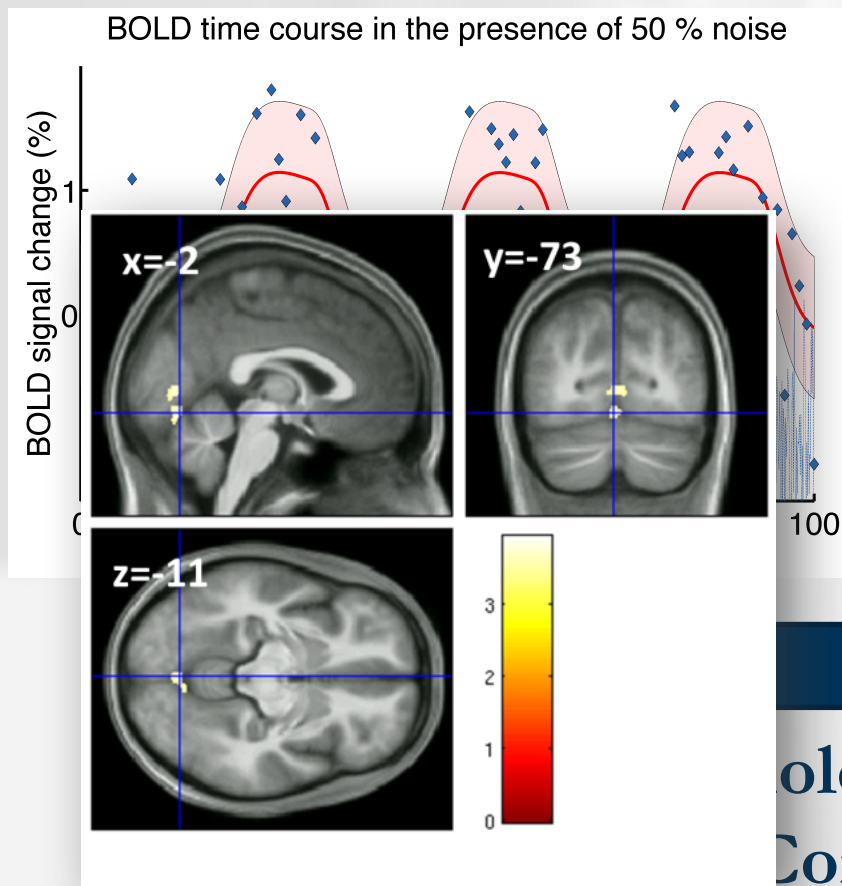 BOLD time course in the presence of 50 % noise
BOLD signal change (%)
1
0
100
x=-2
y=-73
z=-11
3
2
1
0